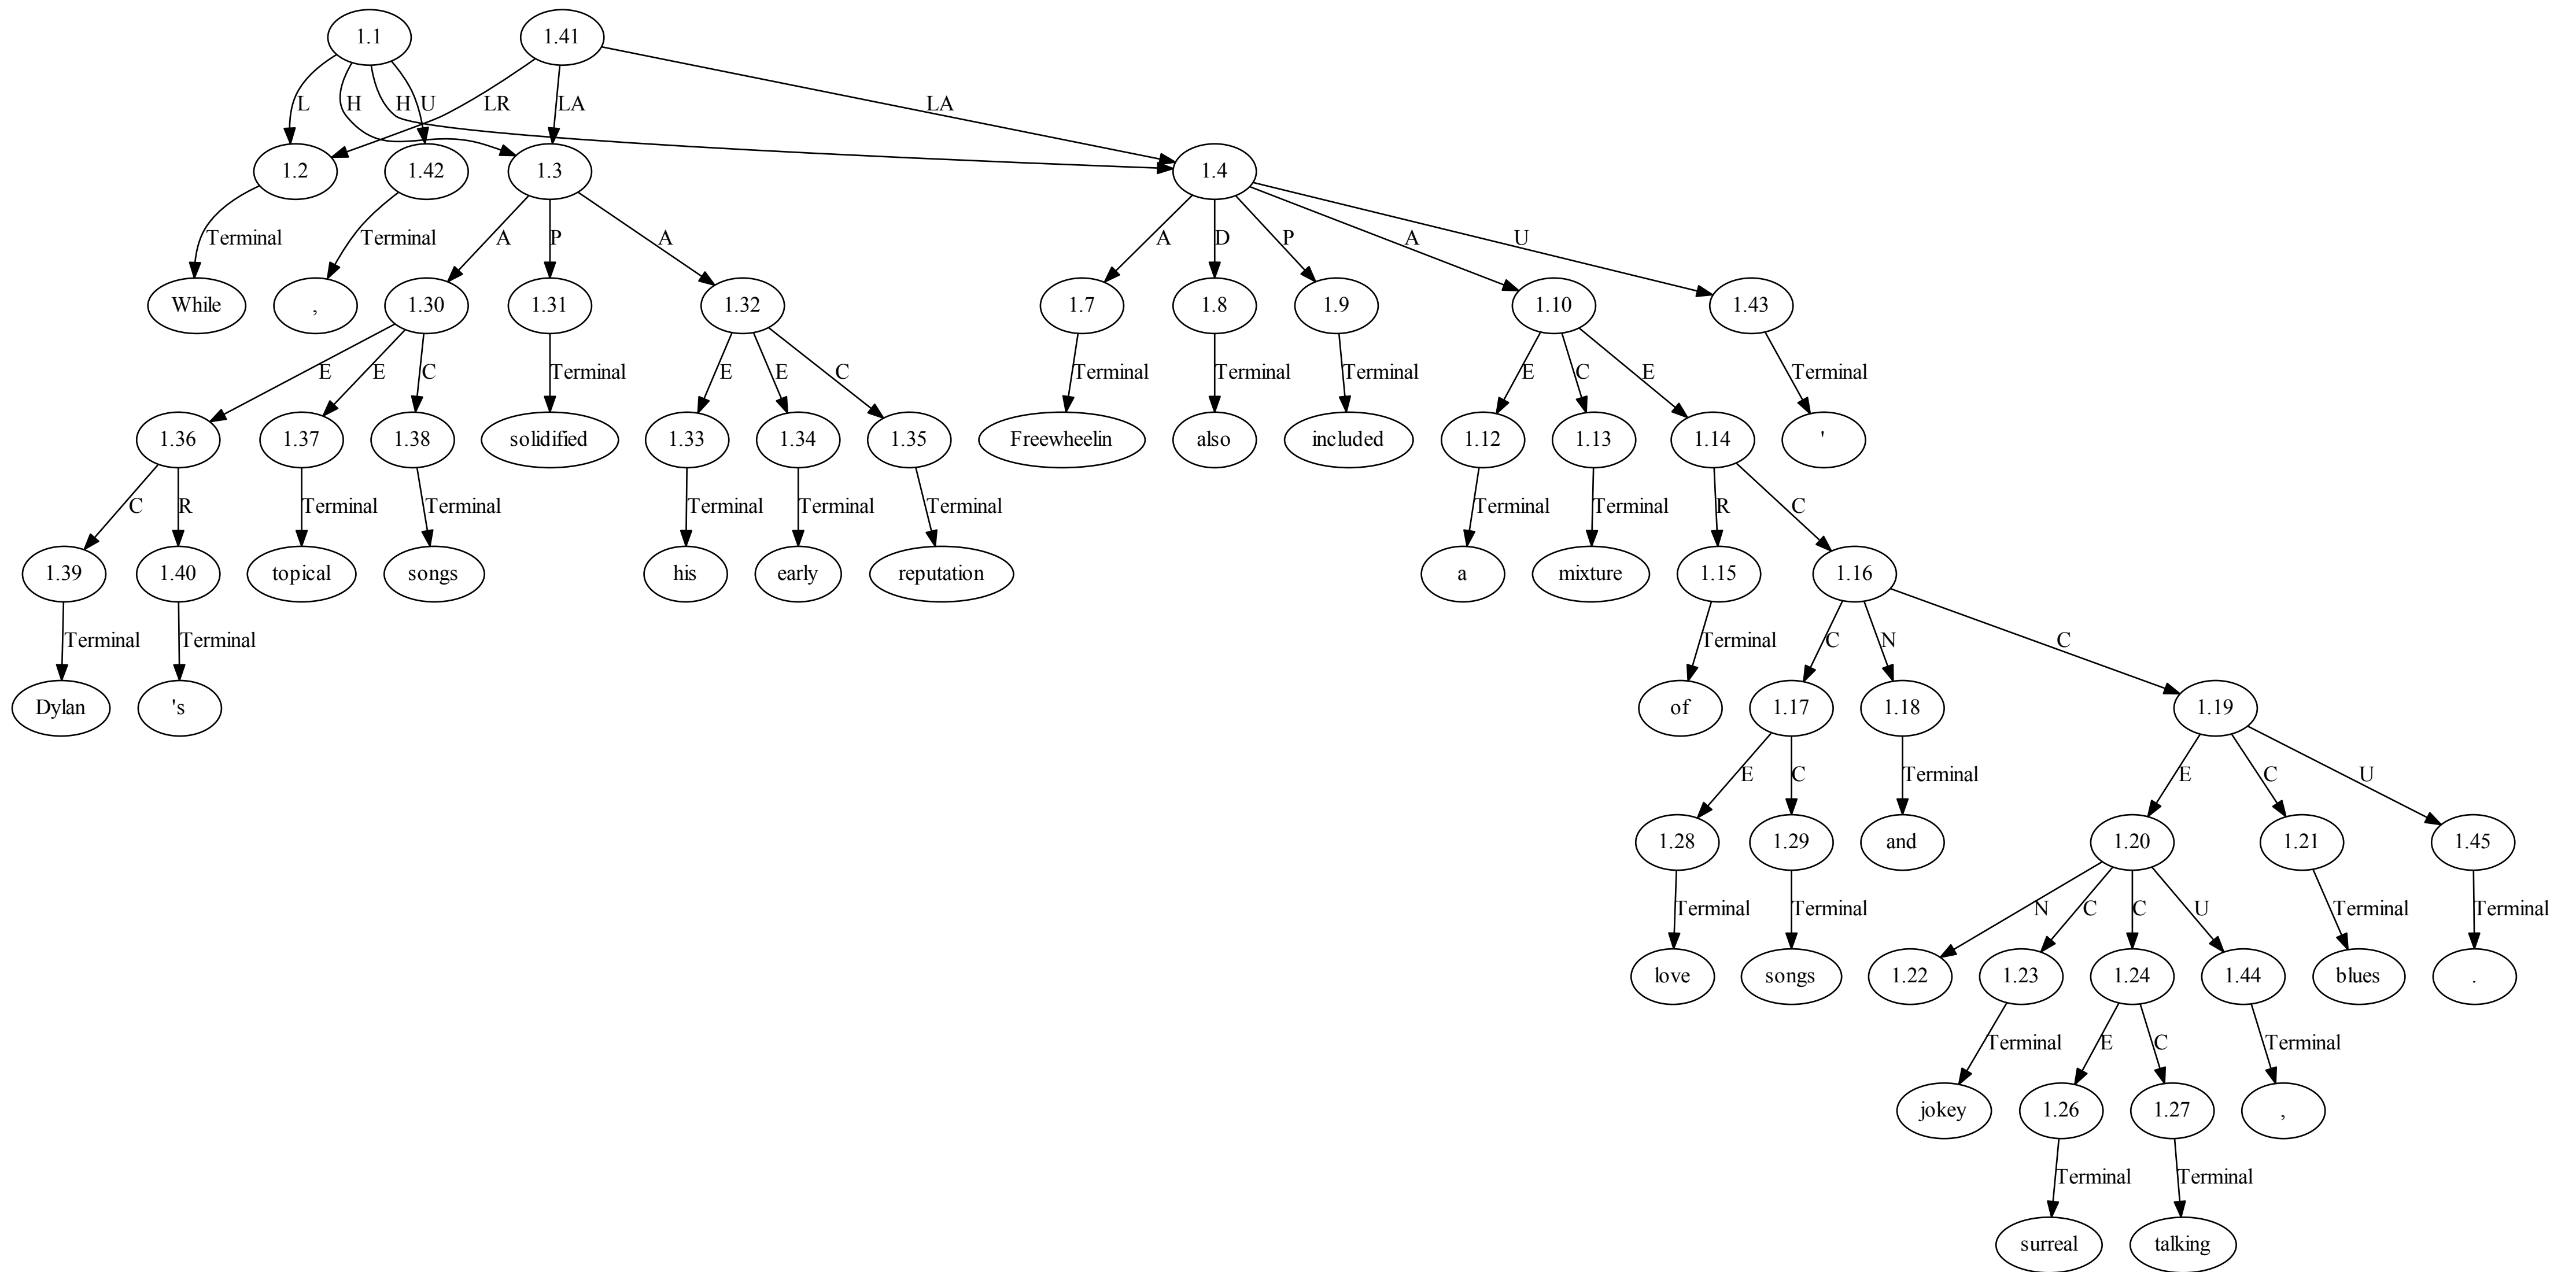 1.1 1.41
L H H U LR LA LA
1.2 1.42 1.3 1.4
Terminal Terminal A P A A D P A U
While , 1.30 1.31 1.32 1.7 1.8 1.9 1.10 1.43
E E C Terminal E E C Terminal Terminal Terminal E C E Terminal
1.36 1.37 1.38 solidified 1.33 1.34 1.35 Freewheelin also included 1.12 1.13 1.14 '
C R Terminal Terminal Terminal Terminal Terminal Terminal Terminal R C
1.39 1.40 topical songs his early reputation a mixture 1.15 1.16
Terminal Terminal Terminal C N C
Dylan 's of 1.17 1.18 1.19
E C Terminal E C U
1.28 1.29 and 1.20 1.21 1.45
Terminal Terminal N C C U Terminal Terminal
love songs 1.22 1.23 1.24 1.44 blues .
Terminal E C Terminal
jokey 1.26 1.27 ,
Terminal Terminal
surreal talking